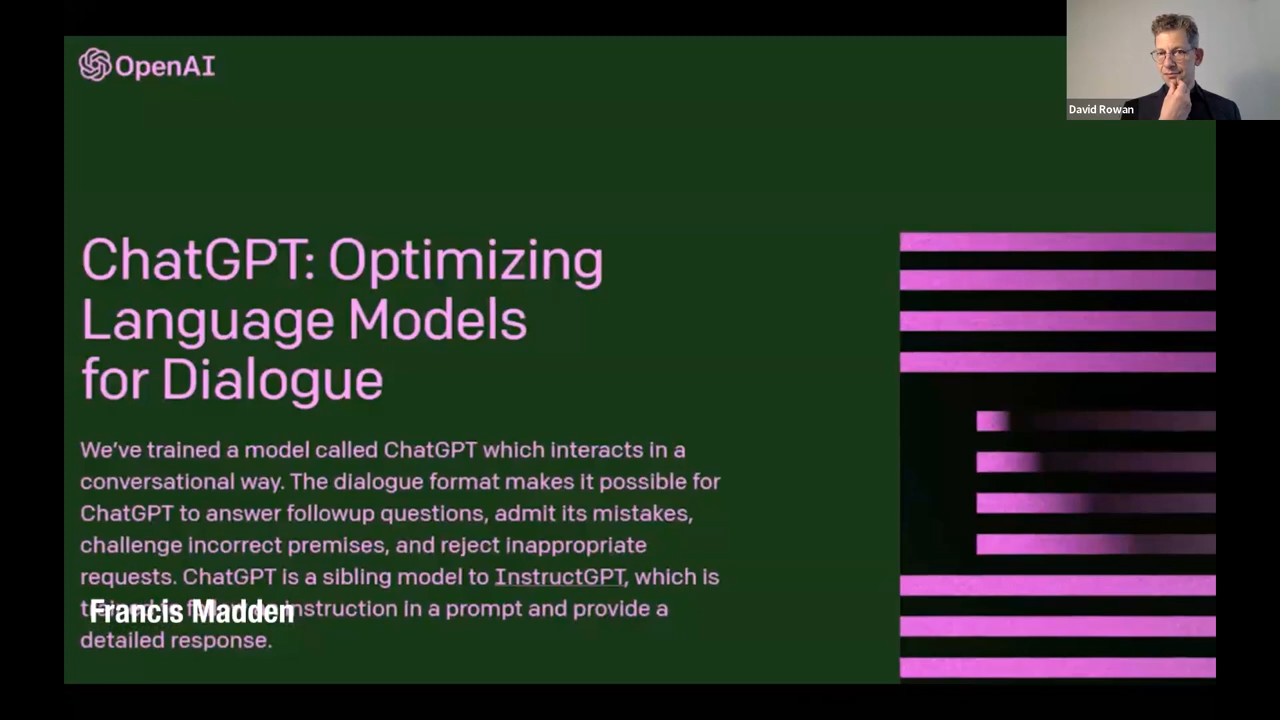 OpenAI
David Rowan
ChatGPT: Optimizing
Language Models
for Dialogue
We've trained a model called ChatGPT which interacts in a
conversational way. The dialogue format makes it possible for
ChatGPT to answer followup questions, admit its mistakes,
challenge incorrect premises, and reject inappropriate
requests. ChatGPT is a sibling model to InstructGPT, which is
instruction in a prompt and provide a
Francis Madden
detailed response.